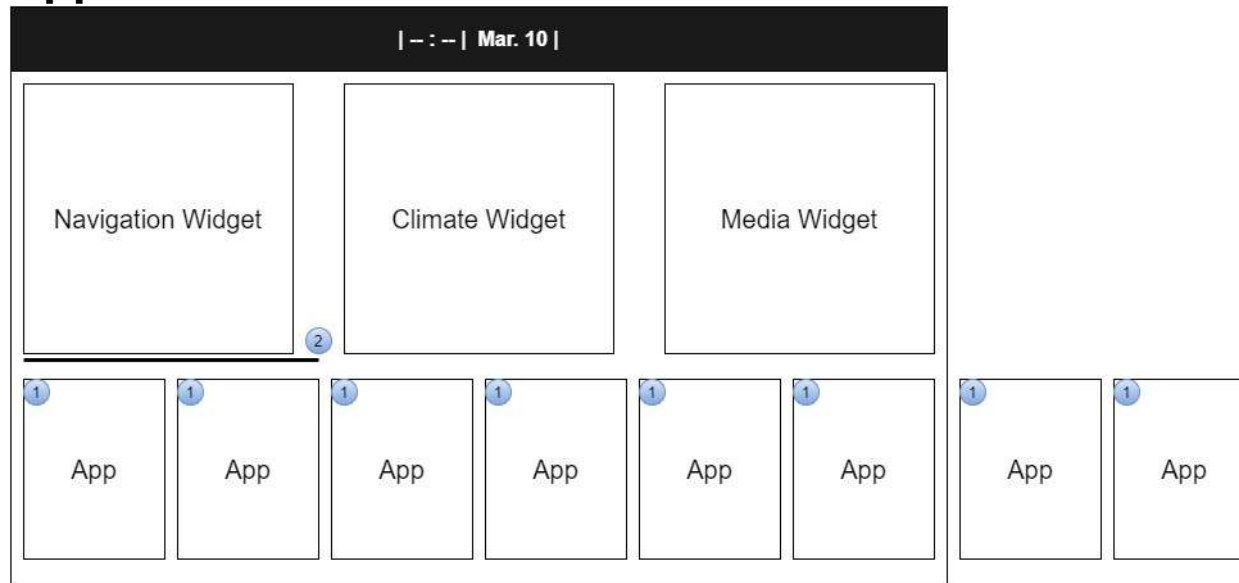 | -- : -- | Mar. 10 |
Navigation Widget Climate Widget Media Widget
2
1 1 1 1 1 1 1 1
App App App App App App App App